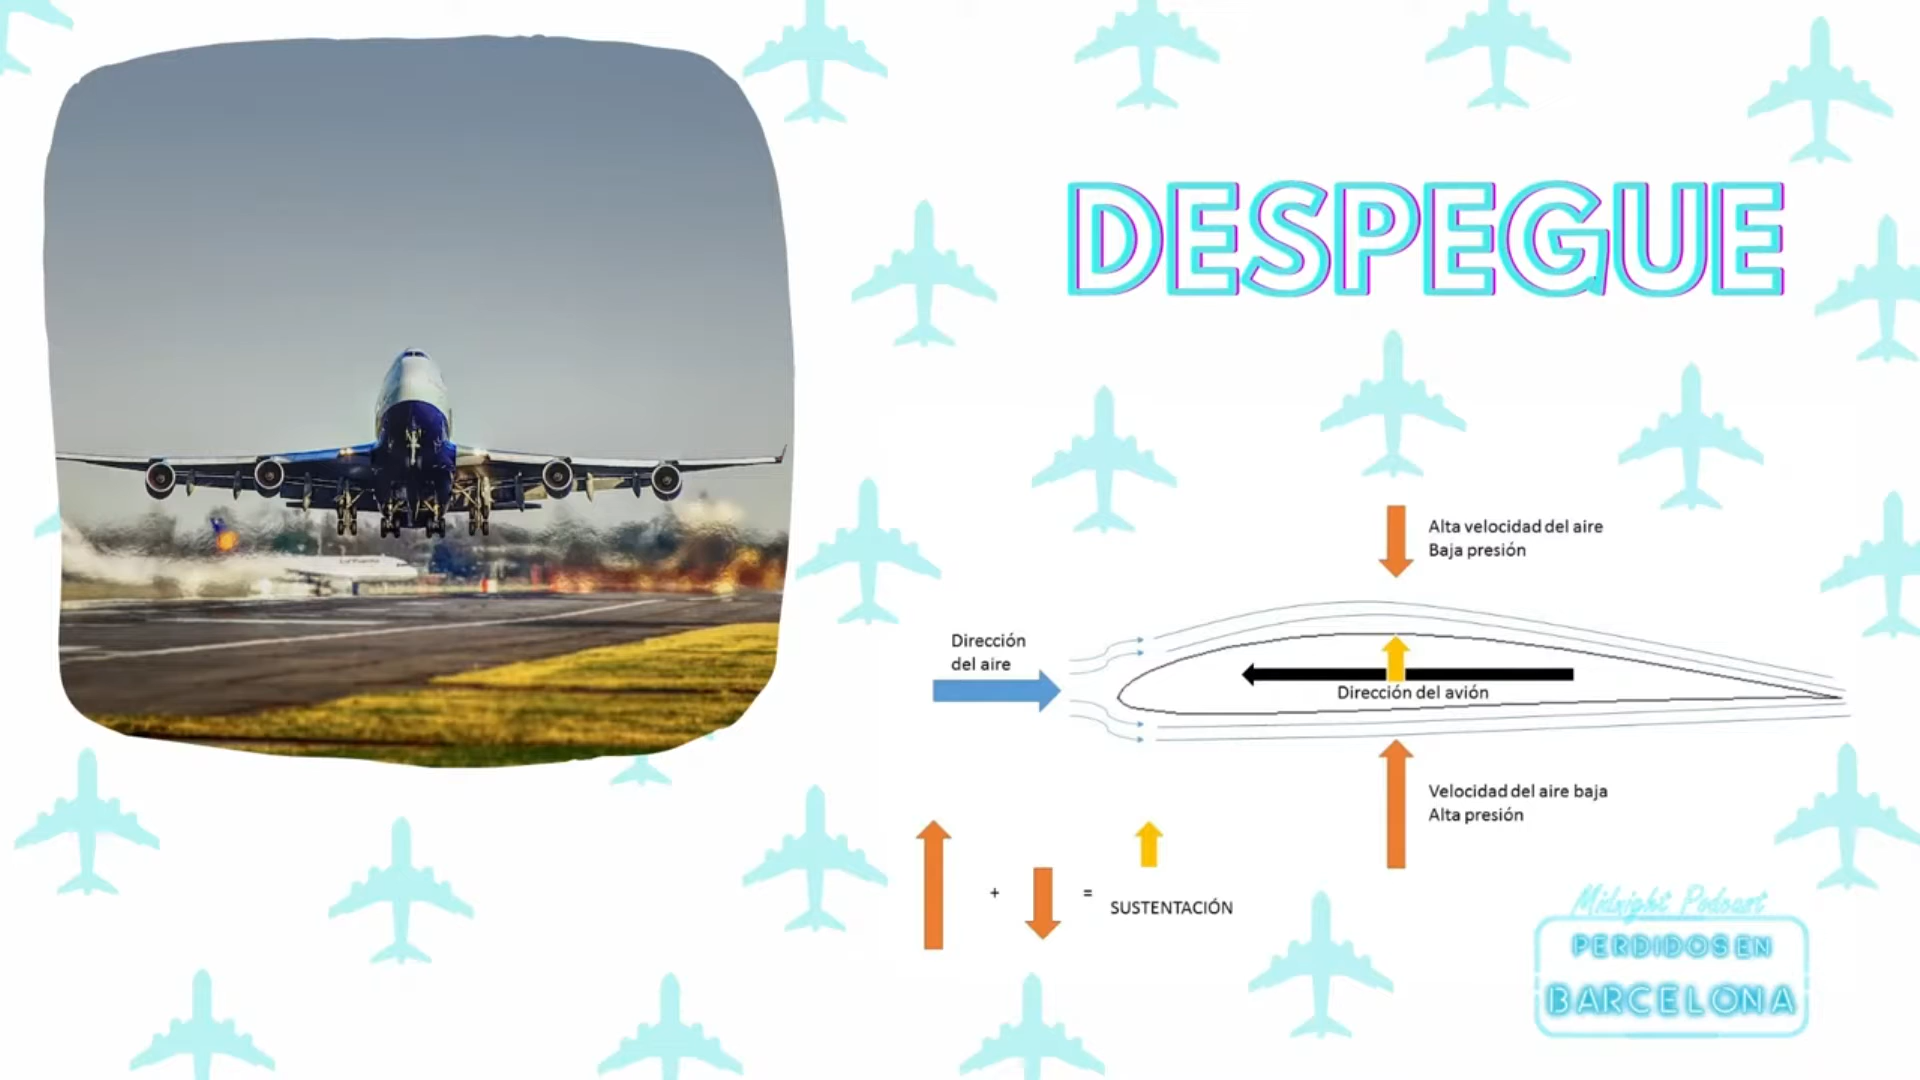 DESPEGUE
Alta velocidad del aire
Baja presión
Dirección
del aire
Dirección del avión
Velocidad del aire baja
Alta presión
+
=
SUSTENTACIÓN
Midnight Podcast
PERDIDOS EN
BARCELONA